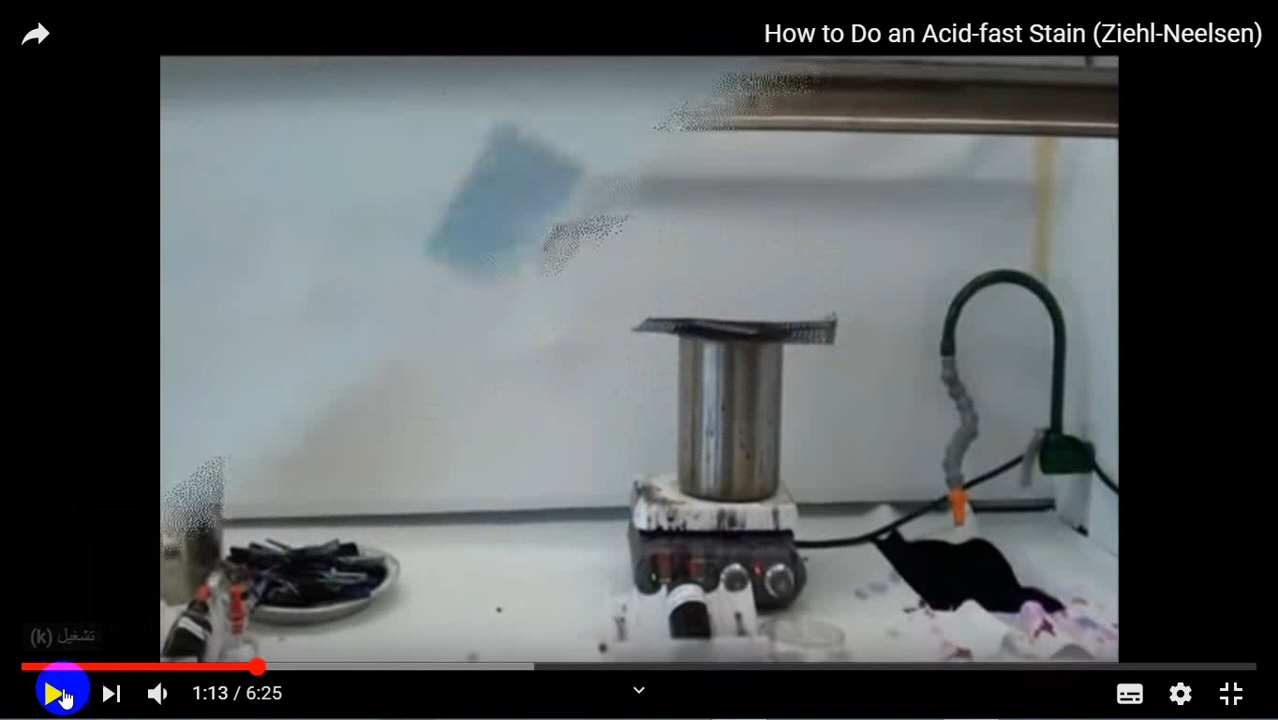 How to Do an Acid-fast Stain (Ziehl-Neelsen)
تشغيل (k)
1:13 / 6:25